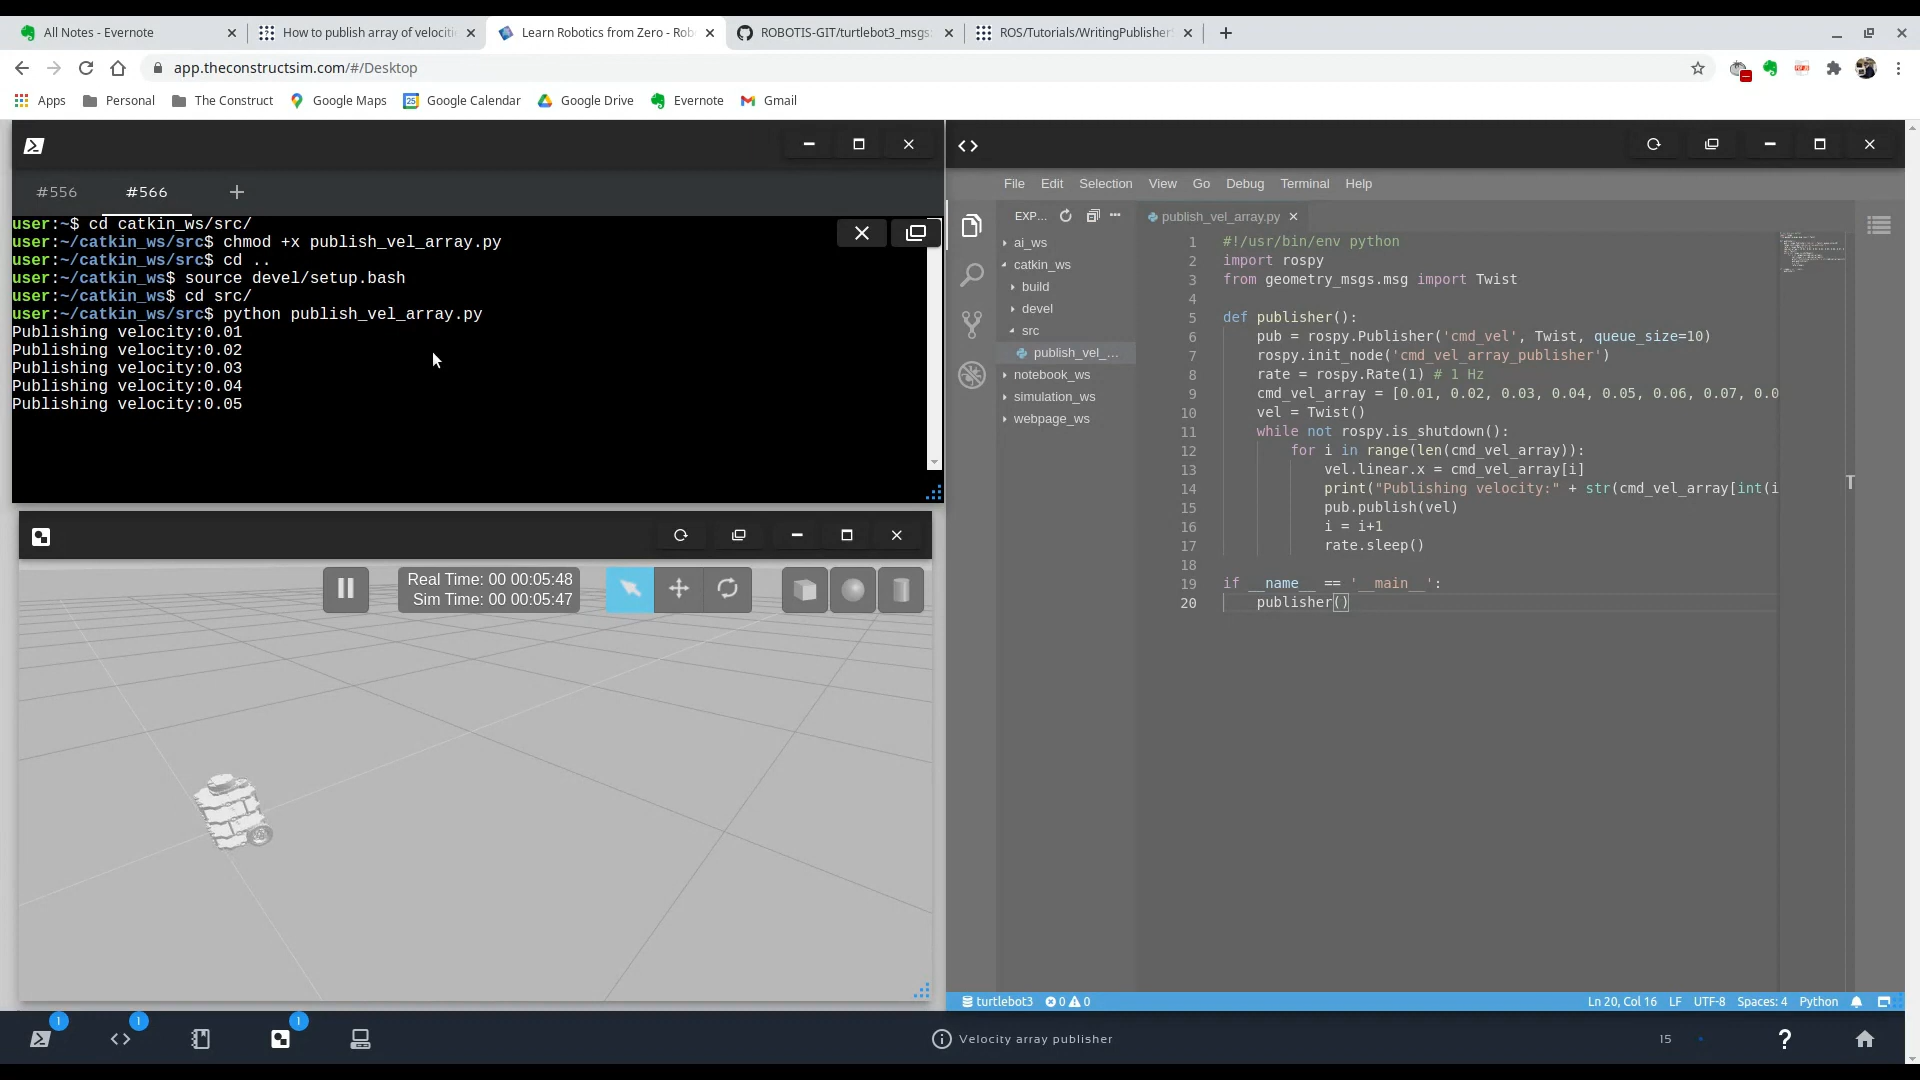 All Notes - Evernote
How to publish array of velociti
Learn Robotics from Zero - Rob
ROBOTIS-GIT/turtlebot3_msgs:
ROS/Tutorials/WritingPublisher
app.theconstructsim.com/#/Desktop
Apps
Personal
The Construct
Google Maps
Google Calendar
Google Drive
Evernote
Gmail
#556
#566
user:~$ cd catkin_ws/src/
user:~/catkin_ws/src$ chmod +x publish_vel_array.py
user:~/catkin_ws/src$ cd ..
user:~/catkin_ws$ source devel/setup.bash
user:~/catkin_ws$ cd src/
user:~/catkin_ws/src$ python publish_vel_array.py
Publishing velocity:0.01
Publishing velocity:0.02
Publishing velocity:0.03
Publishing velocity:0.04
Publishing velocity:0.05
Real Time: 00 00:05:48
Sim Time: 00 00:05:47
File Edit Selection View Go Debug Terminal Help
EXP...
ai_ws
catkin_ws
build
devel
src
publish_vel_...
notebook_ws
simulation_ws
webpage_ws
publish_vel_array.py
1 #!/usr/bin/env python
2 import rospy
3 from geometry_msgs.msg import Twist
4
5 def publisher():
6 pub = rospy.Publisher('cmd_vel', Twist, queue_size=10)
7 rospy.init_node('cmd_vel_array_publisher')
8 rate = rospy.Rate(1) # 1 Hz
9 cmd_vel_array = [0.01, 0.02, 0.03, 0.04, 0.05, 0.06, 0.07, 0.0
10 vel = Twist()
11 while not rospy.is_shutdown():
12 for i in range(len(cmd_vel_array)):
13 vel.linear.x = cmd_vel_array[i]
14 print("Publishing velocity:" + str(cmd_vel_array[int(i
15 pub.publish(vel)
16 i = i+1
17 rate.sleep()
18
19 if __name__ == '__main__':
20 publisher()
turtlebot3
0
0
Ln 20, Col 16 LF UTF-8 Spaces: 4 Python
1
1
1
Velocity array publisher
15
?